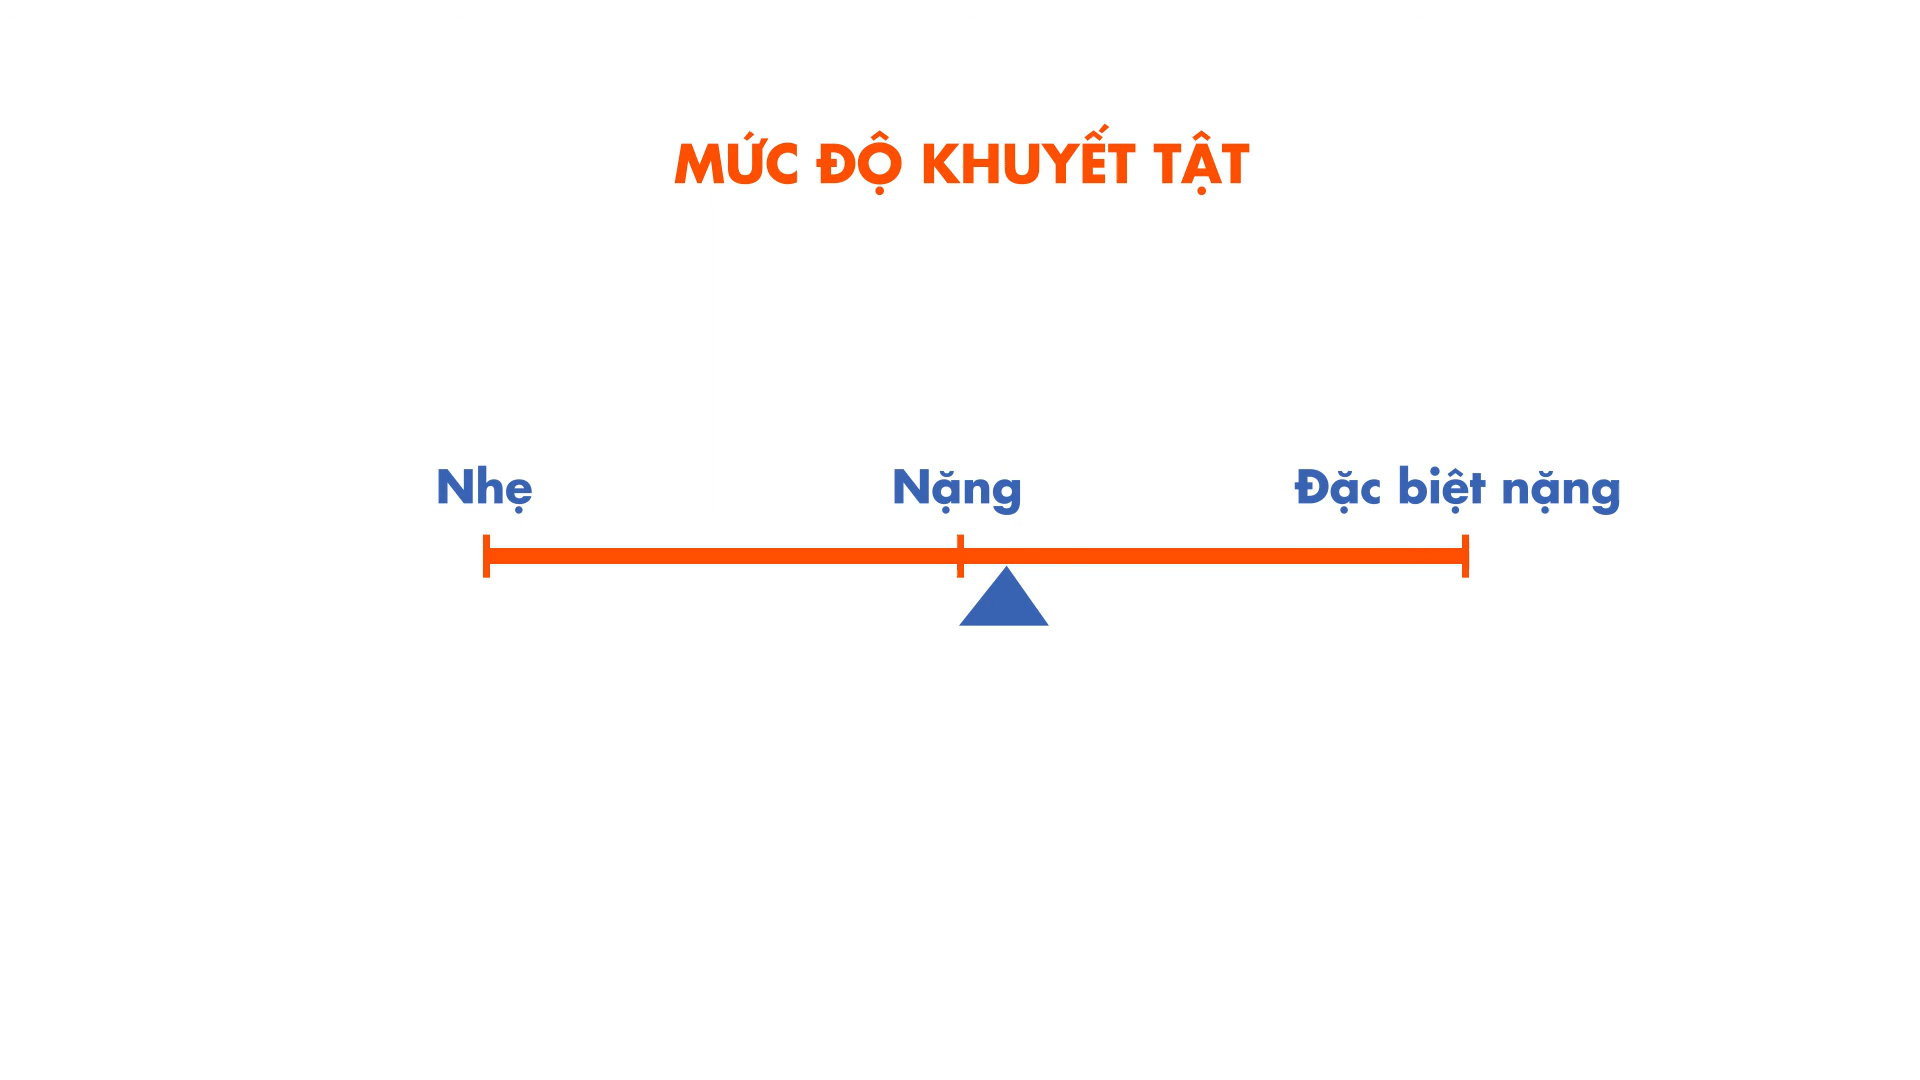 MỨC ĐỘ KHUYẾT TẬT
Nhẹ
Nặng
Đặc biệt nặng